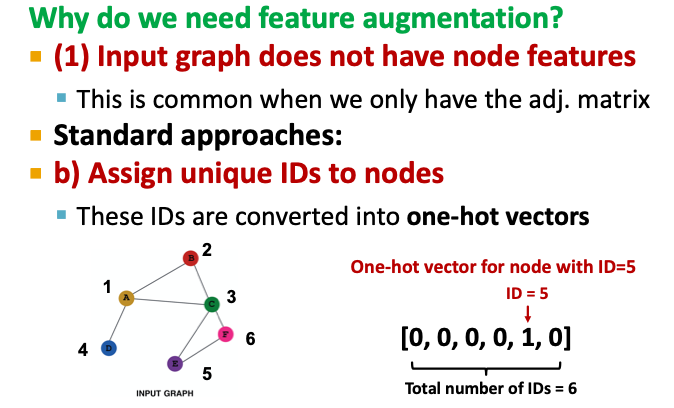 Why do we need feature augmentation?
(1) Input graph does not have node features
This is common when we only have the adj. matrix
Standard approaches:
b) Assign unique IDs to nodes
These IDs are converted into one-hot vectors
2
B
1
A
3
C
F
6
4
D
E
5
INPUT GRAPH
One-hot vector for node with ID=5
ID = 5
[0, 0, 0, 0, 1, 0]
Total number of IDs = 6